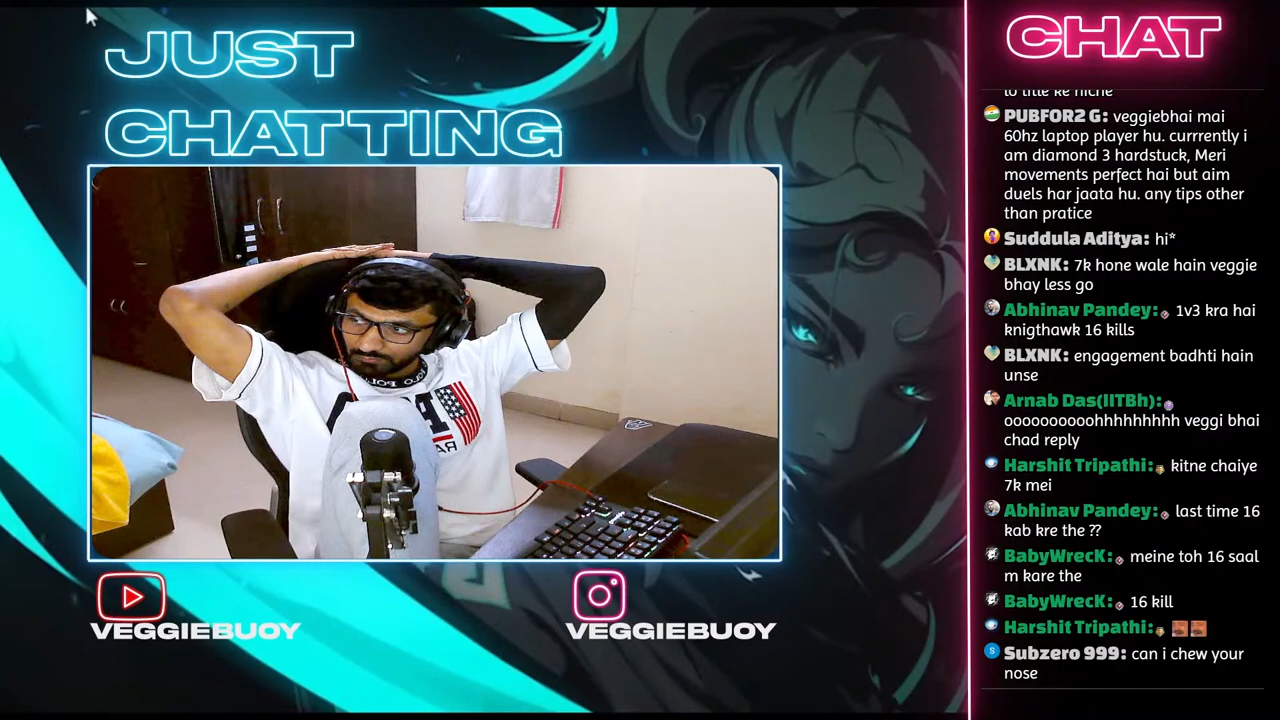 JUST
CHATTING
VEGGIEBUOY
VEGGIEBUOY
CHAT
lo title ke niche
PUBFOR2 G: veggiebhai mai
60hz laptop player hu. currrently i
am diamond 3 hardstuck, Meri
movements perfect hai but aim
duels har jaata hu. any tips other
than pratice
Suddula Aditya: hi*
BLXNK: 7k hone wale hain veggie
bhay less go
Abhinav Pandey: 1v3 kra hai
knigthawk 16 kills
BLXNK: engagement badhti hain
unse
Arnab Das(IITBh):
oooooooooohhhhhhhhh veggi bhai
chad reply
Harshit Tripathi: kitne chaiye
7k mei
Abhinav Pandey: last time 16
kab kre the ??
BabyWrecK: meine toh 16 saal
m kare the
BabyWrecK: 16 kill
Harshit Tripathi:
S Subzero 999: can i chew your
nose